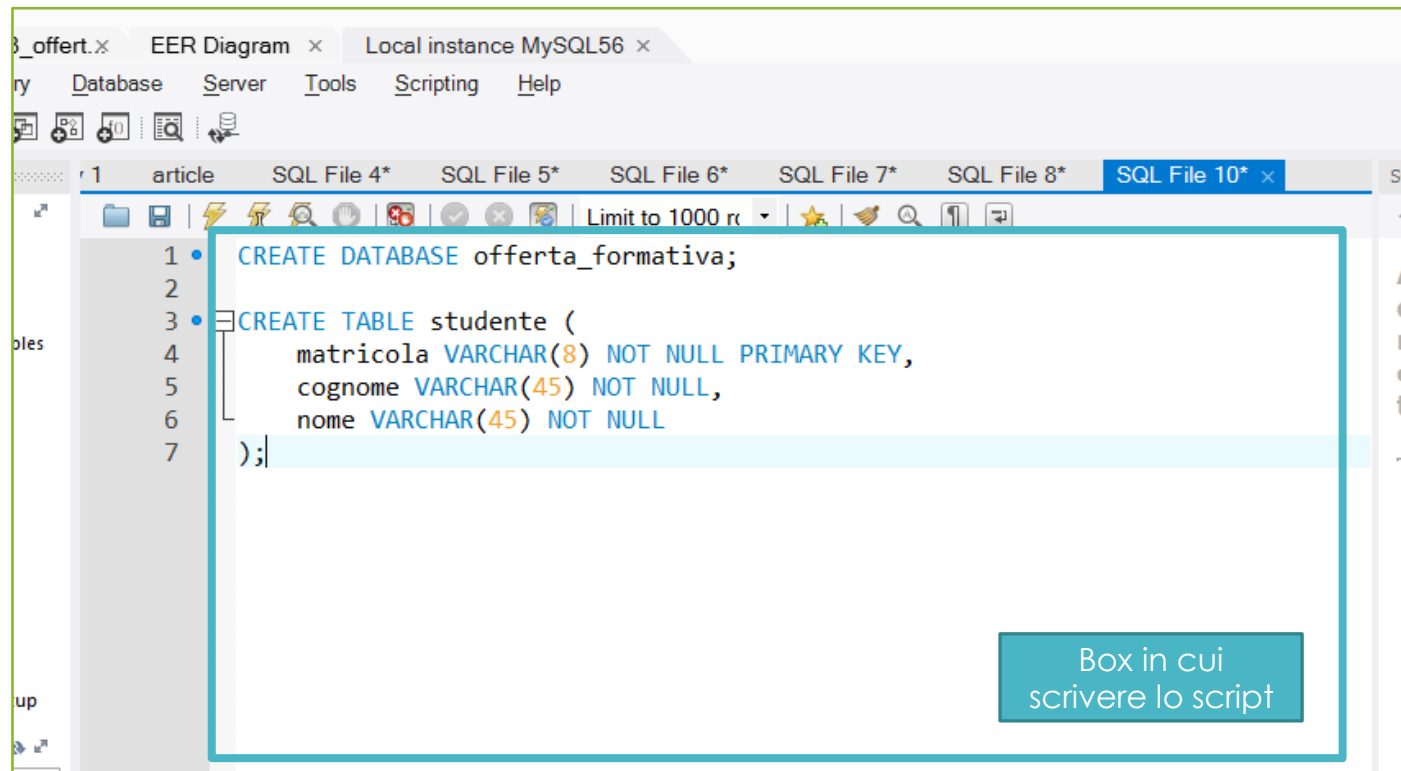 3_offert.× EER Diagram × Local instance MySQL56 ×
ry Database Server Tools Scripting Help
1 article SQL File 4* SQL File 5* SQL File 6* SQL File 7* SQL File 8* SQL File 10* ×
Limit to 1000 rc
1 CREATE DATABASE offerta_formativa;
2
3 CREATE TABLE studente (
4 matricola VARCHAR(8) NOT NULL PRIMARY KEY,
5 cognome VARCHAR(45) NOT NULL,
6 nome VARCHAR(45) NOT NULL
7 );
bles
Box in cui
scrivere lo script
up